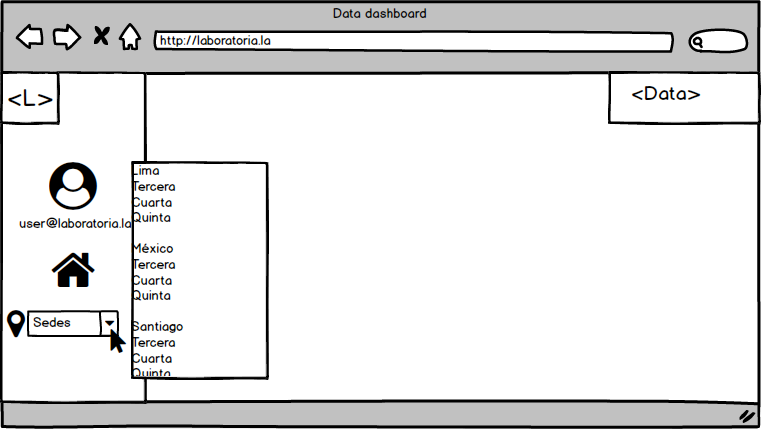 Data dashboard
http://laboratoria.la
<L>
<Data>
user@laboratoria.la
Sedes
Lima
Tercera
Cuarta
Quinta
México
Tercera
Cuarta
Quinta
Santiago
Tercera
Cuarta
Quinta